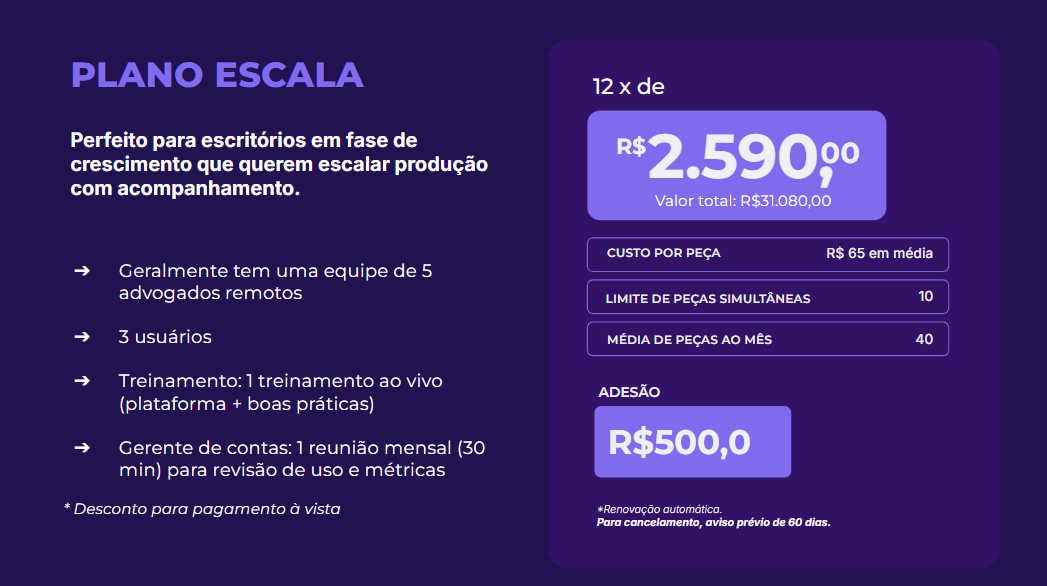 PLANO ESCALA
Perfeito para escritórios em fase de
crescimento que querem escalar produção
com acompanhamento.
➔ Geralmente tem uma equipe de 5
advogados remotos
➔ 3 usuários
➔ Treinamento: 1 treinamento ao vivo
(plataforma + boas práticas)
➔ Gerente de contas: 1 reunião mensal (30
min) para revisão de uso e métricas
* Desconto para pagamento à vista
12 x de
R$2.590,00
Valor total: R$31.080,00
CUSTO POR PEÇA R$ 65 em média
LIMITE DE PEÇAS SIMULTÂNEAS 10
MÉDIA DE PEÇAS AO MÊS 40
ADESÃO
R$500,0
*Renovação automática.
Para cancelamento, aviso prévio de 60 dias.